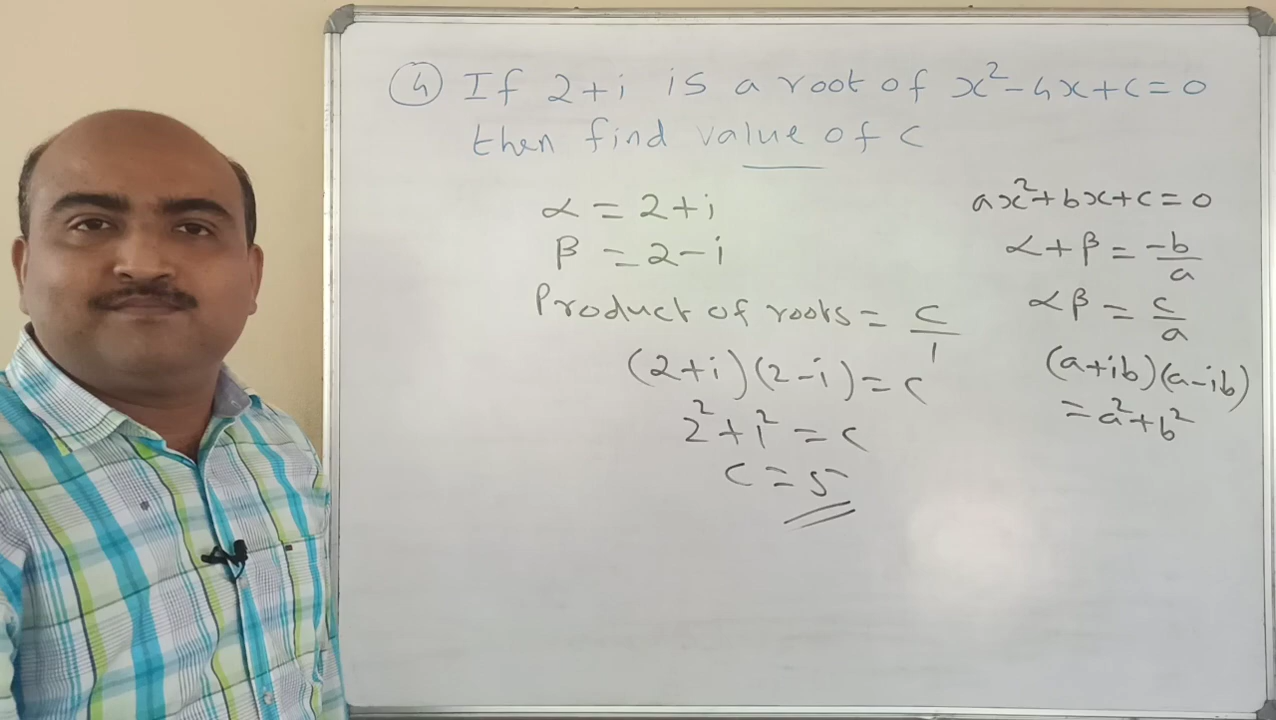 ④ If 2+i is a root of x²-4x+c=0
then find value of c
α = 2+i
β = 2-i
Product of roots = c/1
(2+i)(2-i) = c
2²+1² = c
c = 5
ax²+bx+c=0
α+β = -b/a
αβ = c/a
(a+ib)(a-ib)
= a²+b²